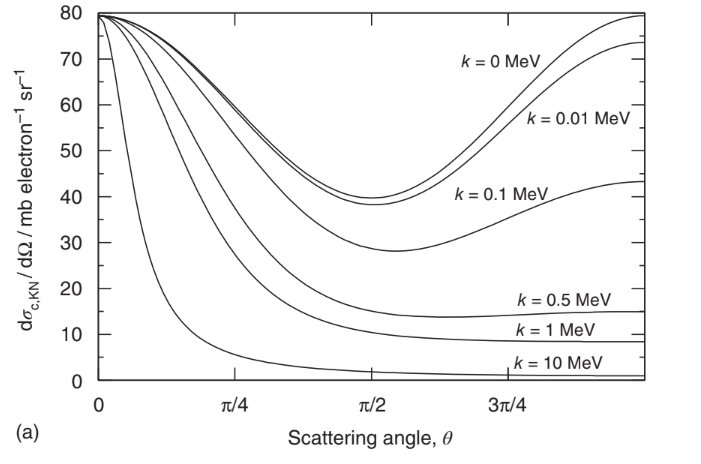 80
70
60
50
40
30
20
10
0
dσc,KN / dΩ / mb electron⁻¹ sr⁻¹
k = 0 MeV
k = 0.01 MeV
k = 0.1 MeV
k = 0.5 MeV
k = 1 MeV
k = 10 MeV
0 π/4 π/2 3π/4
(a)
Scattering angle, θ